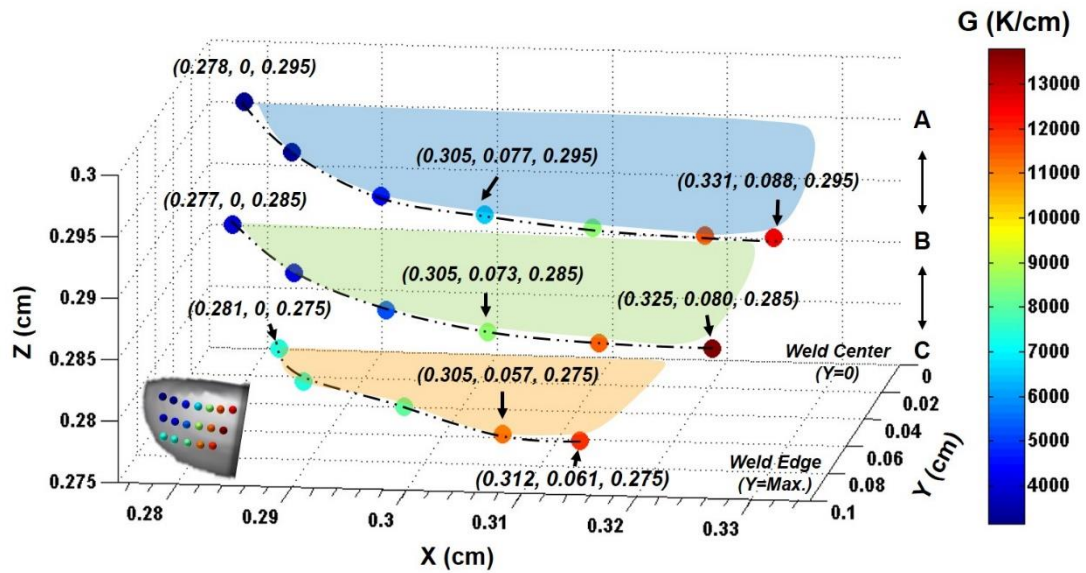 G (K/cm)
(0.278, 0, 0.295)
13000
A
12000
(0.305, 0.077, 0.295)
11000
(0.331, 0.088, 0.295)
0.3
(0.277, 0, 0.285)
10000
0.295
B
9000
(0.305, 0.073, 0.285)
0.29
(0.325, 0.080, 0.285)
8000
(0.281, 0, 0.275)
Z (cm)
0.285
C
7000
Weld Center
(Y=0)
0
(0.305, 0.057, 0.275)
6000
0.02
0.28
0.04
5000
Weld Edge
(Y=Max.)
0.06
Y (cm)
(0.312, 0.061, 0.275)
0.08
4000
0.275
0.1
0.28
0.29
0.3
0.31
0.32
0.33
X (cm)